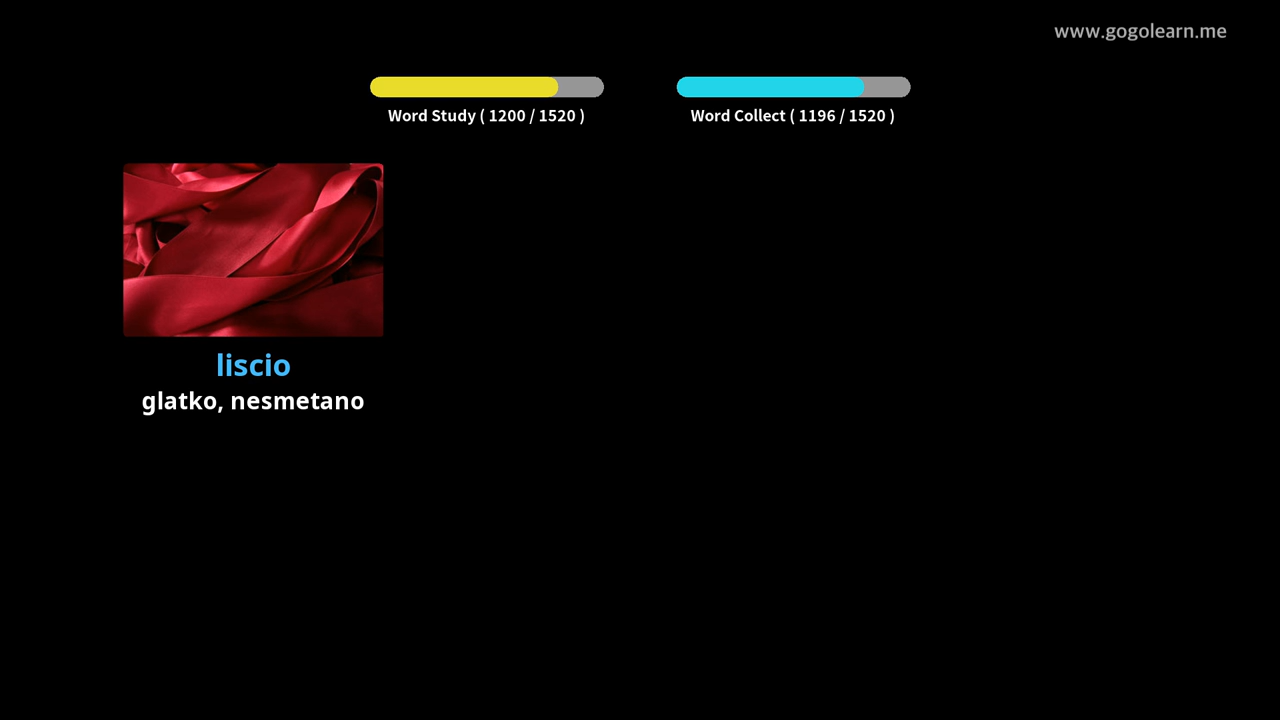 www.gogolearn.me
Word Study ( 1200 / 1520 )
Word Collect ( 1196 / 1520 )
liscio
glatko, nesmetano